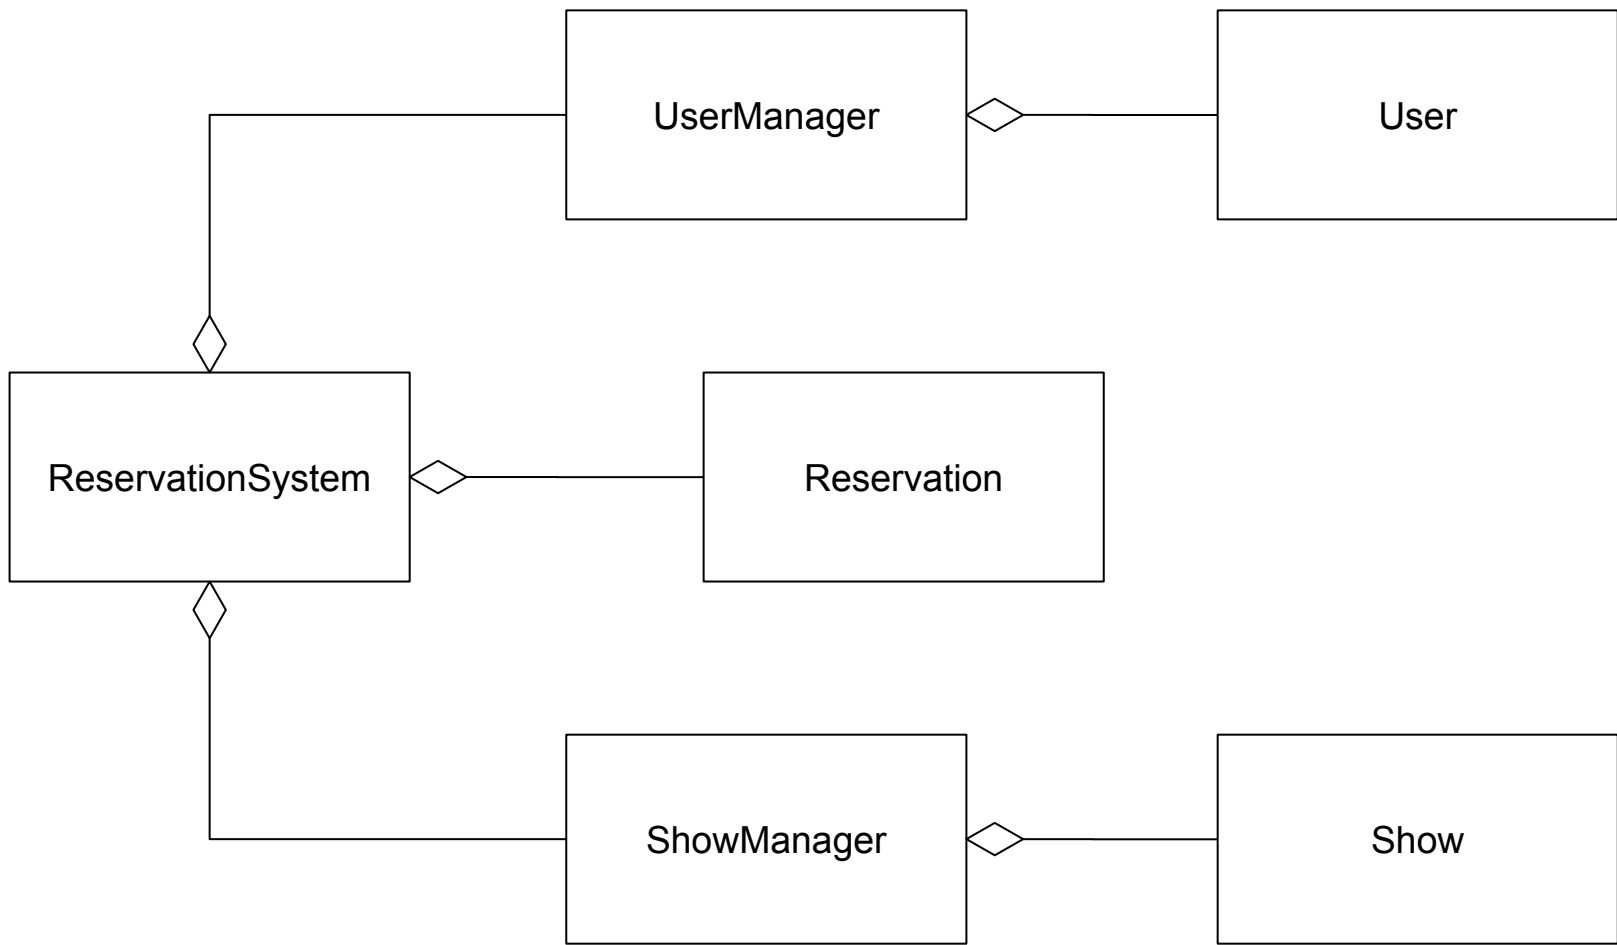 UserManager
User
ReservationSystem
Reservation
ShowManager
Show